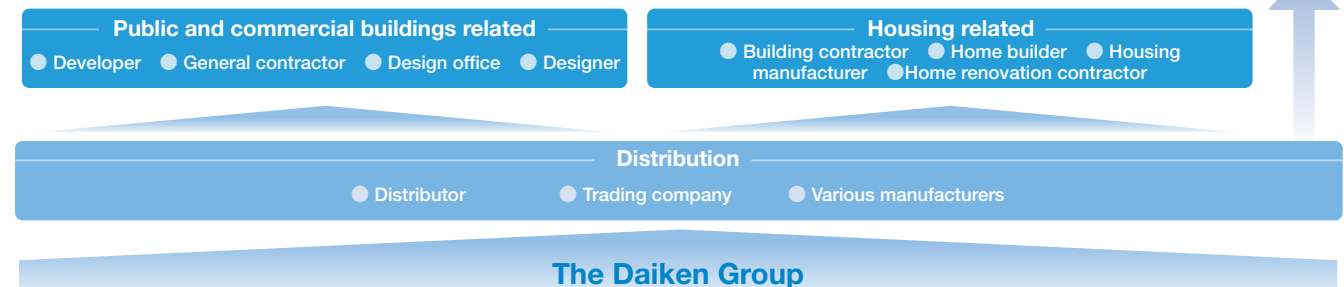 Public and commercial buildings related
● Developer ● General contractor ● Design office ● Designer
Housing related
● Building contractor ● Home builder ● Housing
manufacturer ●Home renovation contractor
Distribution
● Distributor ● Trading company ● Various manufacturers
The Daiken Group